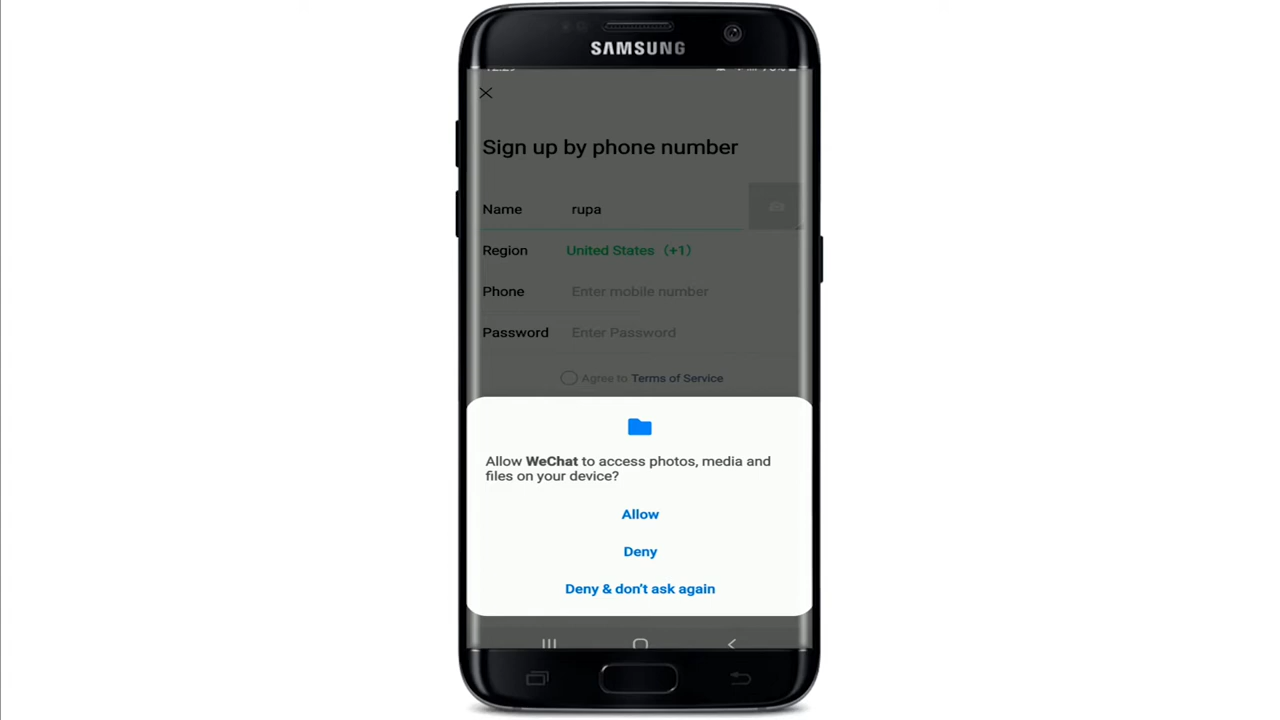 SAMSUNG
Sign up by phone number
Name rupa
Region United States (+1)
Phone Enter mobile number
Password Enter Password
Agree to Terms of Service
Allow WeChat to access photos, media and
files on your device?
Allow
Deny
Deny & don't ask again